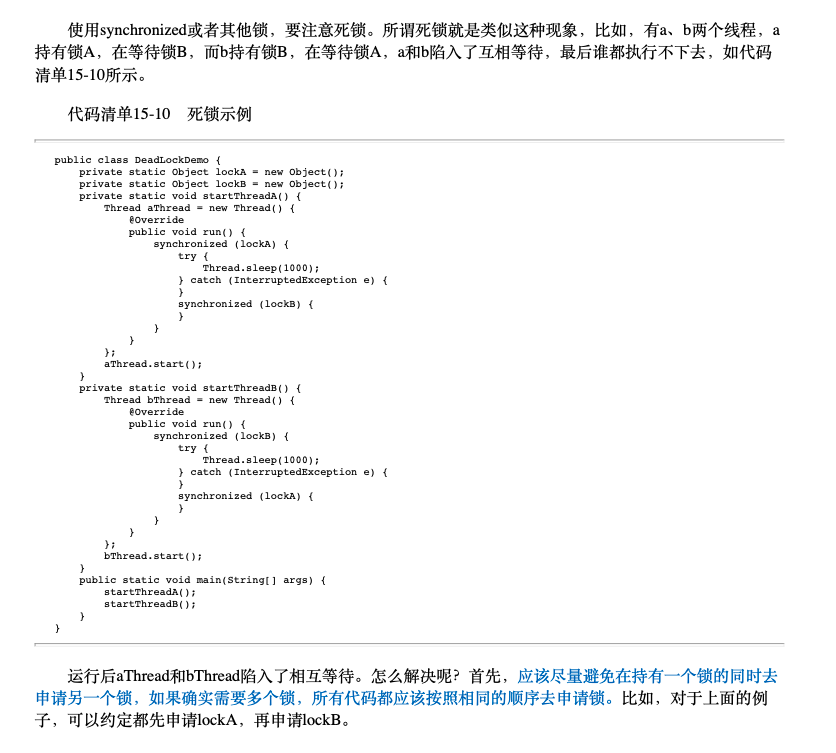 使用synchronized或者其他锁，要注意死锁。所谓死锁就是类似这种现象，比如，有a、b两个线程，a
持有锁A，在等待锁B，而b持有锁B，在等待锁A，a和b陷入了互相等待，最后谁都执行不下去，如代码
清单15-10所示。
代码清单15-10 死锁示例
public class DeadLockDemo {
    private static Object lockA = new Object();
    private static Object lockB = new Object();
    private static void startThreadA() {
        Thread aThread = new Thread() {
            @Override
            public void run() {
                synchronized (lockA) {
                    try {
                        Thread.sleep(1000);
                    } catch (InterruptedException e) {
                    }
                    synchronized (lockB) {
                    }
                }
            }
        };
        aThread.start();
    }
    private static void startThreadB() {
        Thread bThread = new Thread() {
            @Override
            public void run() {
                synchronized (lockB) {
                    try {
                        Thread.sleep(1000);
                    } catch (InterruptedException e) {
                    }
                    synchronized (lockA) {
                    }
                }
            }
        };
        bThread.start();
    }
    public static void main(String[] args) {
        startThreadA();
        startThreadB();
    }
}
运行后aThread和bThread陷入了相互等待。怎么解决呢？首先，应该尽量避免在持有一个锁的同时去
申请另一个锁，如果确实需要多个锁，所有代码都应该按照相同的顺序去申请锁。比如，对于上面的例
子，可以约定都先申请lockA，再申请lockB。